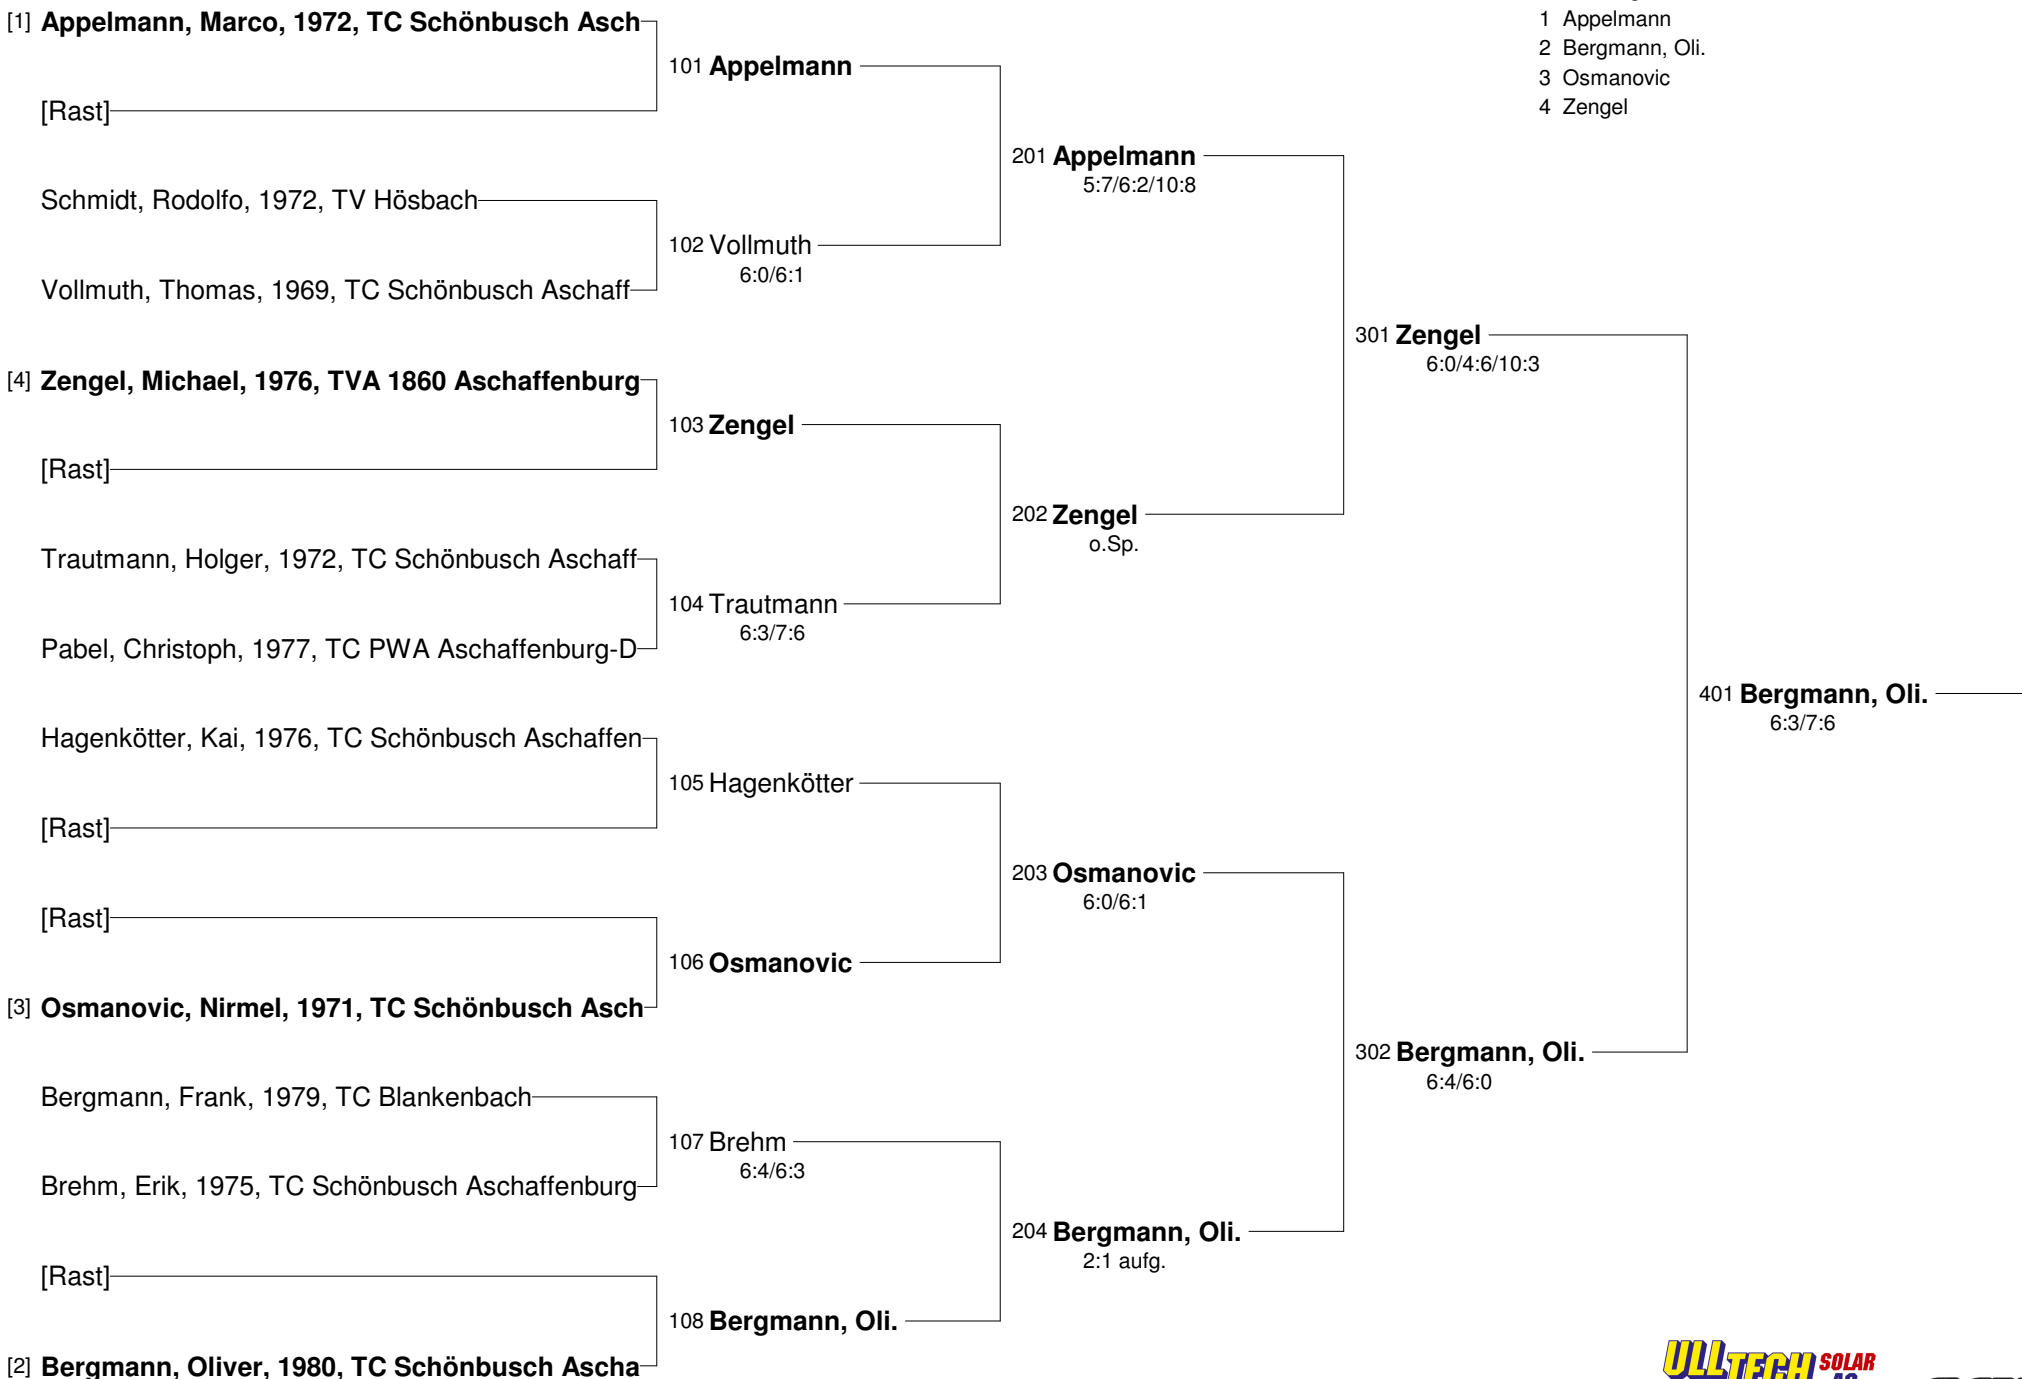 [1] Appelmann, Marco, 1972, TC Schönbusch Asch
1 Appelmann
2 Bergmann, Oli.
3 Osmanovic
4 Zengel
101 Appelmann
[Rast]
201 Appelmann
5:7/6:2/10:8
Schmidt, Rodolfo, 1972, TV Hösbach
102 Vollmuth
6:0/6:1
Vollmuth, Thomas, 1969, TC Schönbusch Aschaff
301 Zengel
6:0/4:6/10:3
[4] Zengel, Michael, 1976, TVA 1860 Aschaffenburg
103 Zengel
[Rast]
202 Zengel
o.Sp.
Trautmann, Holger, 1972, TC Schönbusch Aschaff
104 Trautmann
6:3/7:6
Pabel, Christoph, 1977, TC PWA Aschaffenburg-D
401 Bergmann, Oli.
6:3/7:6
Hagenkötter, Kai, 1976, TC Schönbusch Aschaffen
105 Hagenkötter
[Rast]
203 Osmanovic
6:0/6:1
[Rast]
106 Osmanovic
[3] Osmanovic, Nirmel, 1971, TC Schönbusch Asch
302 Bergmann, Oli.
6:4/6:0
Bergmann, Frank, 1979, TC Blankenbach
107 Brehm
6:4/6:3
Brehm, Erik, 1975, TC Schönbusch Aschaffenburg
204 Bergmann, Oli.
2:1 aufg.
[Rast]
108 Bergmann, Oli.
[2] Bergmann, Oliver, 1980, TC Schönbusch Ascha
ULLTECH SOLAR
AG